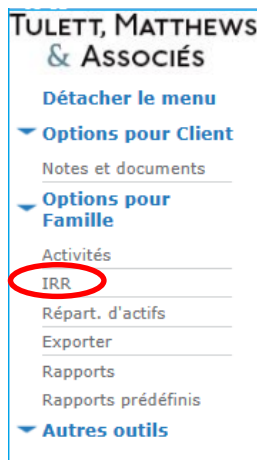 TULETT, MATTHEWS
& ASSOCIÉS
Détacher le menu
Options pour Client
Notes et documents
Options pour
Famille
Activités
IRR
Répart. d'actifs
Exporter
Rapports
Rapports prédéfinis
Autres outils